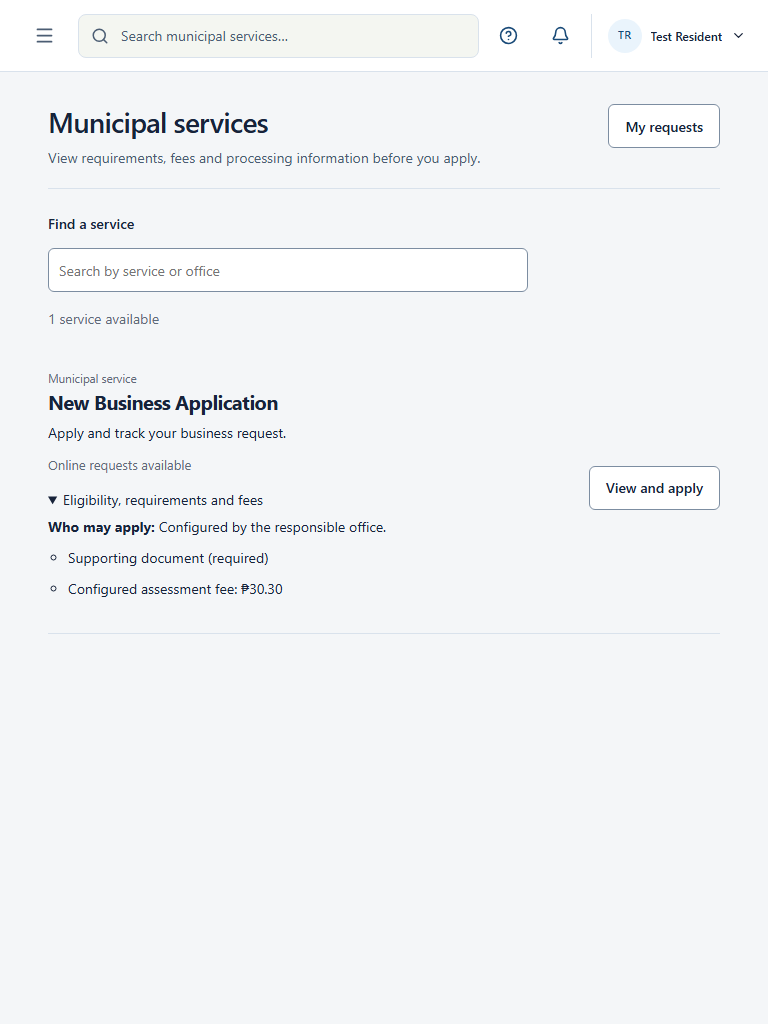 Search municipal services...
TR
Test Resident
Municipal services
My requests
View requirements, fees and processing information before you apply.
Find a service
Search by service or office
1 service available
Municipal service
New Business Application
Apply and track your business request.
Online requests available
View and apply
Eligibility, requirements and fees
Who may apply: Configured by the responsible office.
Supporting document (required)
Configured assessment fee: ₱30.30